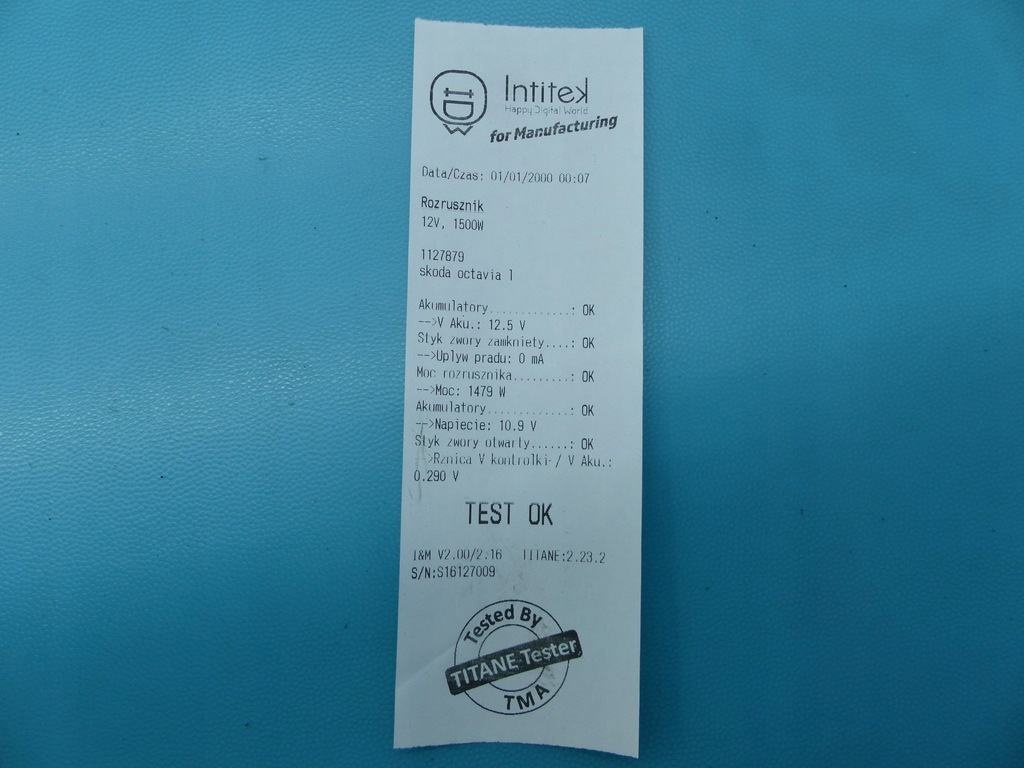 Intitek
Happy Digital World
for Manufacturing
Data/Czas: 01/01/2000 00:07
Rozrusznik
12V, 1500W
1127879
skoda octavia 1
Akumulatory............: OK
-->V Aku.: 12.5 V
Styk zwory zamkniety....: OK
-->Uplyw pradu: 0 mA
Moc rozrusznika.........: OK
-->Moc: 1479 W
Akumulatory............: OK
-->Napiecie: 10.9 V
Styk zwory otwarty......: OK
-->Rznica V kontrolki-/ V Aku.:
0.290 V
TEST OK
I&M V2.00/2.16 TITANE:2.23.2
S/N:S16127009
Tested By
TITANE Tester
TMA